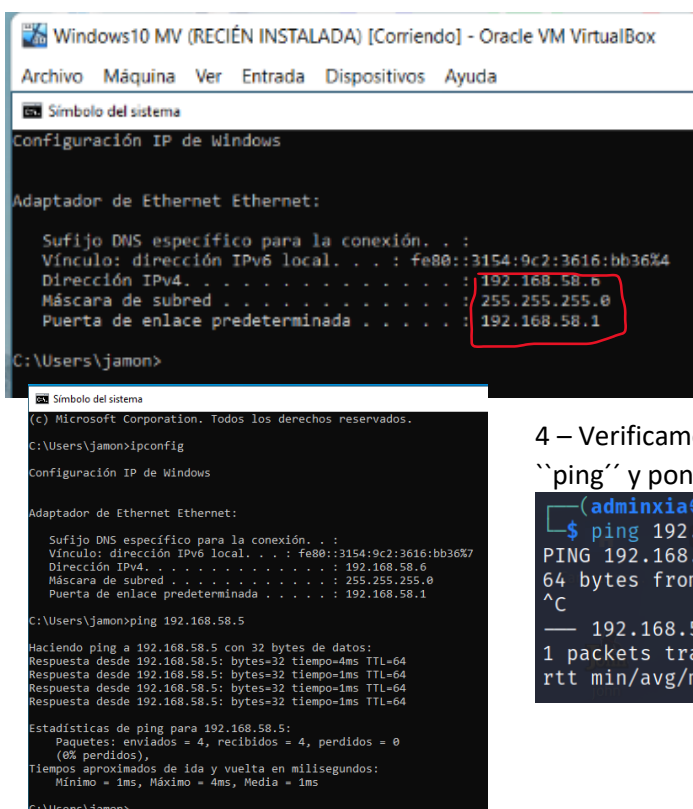 Windows10 MV (RECIÉN INSTALADA) [Corriendo] - Oracle VM VirtualBox
Archivo Máquina Ver Entrada Dispositivos Ayuda
Símbolo del sistema
Configuración IP de Windows
Adaptador de Ethernet Ethernet:
Sufijo DNS específico para la conexión. . :
Vínculo: dirección IPv6 local. . . : fe80::3154:9c2:3616:bb36%4
Dirección IPv4. . . . . . . . . . . . . . : 192.168.58.6
Máscara de subred . . . . . . . . . . . . : 255.255.255.0
Puerta de enlace predeterminada . . . . . : 192.168.58.1
C:\Users\jamon>
Símbolo del sistema
(c) Microsoft Corporation. Todos los derechos reservados.
C:\Users\jamon>ipconfig
Configuración IP de Windows
Adaptador de Ethernet Ethernet:
Sufijo DNS específico para la conexión. . :
Vínculo: dirección IPv6 local. . . : fe80::3154:9c2:3616:bb36%7
Dirección IPv4. . . . . . . . . . . . . . : 192.168.58.6
Máscara de subred . . . . . . . . . . . . : 255.255.255.0
Puerta de enlace predeterminada . . . . . : 192.168.58.1
C:\Users\jamon>ping 192.168.58.5
Haciendo ping a 192.168.58.5 con 32 bytes de datos:
Respuesta desde 192.168.58.5: bytes=32 tiempo=4ms TTL=64
Respuesta desde 192.168.58.5: bytes=32 tiempo=1ms TTL=64
Respuesta desde 192.168.58.5: bytes=32 tiempo=1ms TTL=64
Respuesta desde 192.168.58.5: bytes=32 tiempo=1ms TTL=64
Estadísticas de ping para 192.168.58.5:
Paquetes: enviados = 4, recibidos = 4, perdidos = 0
(0% perdidos),
Tiempos aproximados de ida y vuelta en milisegundos:
Mínimo = 1ms, Máximo = 4ms, Media = 1ms
C:\Users\jamon>
4 – Verificam
``ping´´ y pon
(adminxia
$ ping 192.
PING 192.168.
64 bytes from
^C
— 192.168.5
1 packets tra
rtt min/avg/m